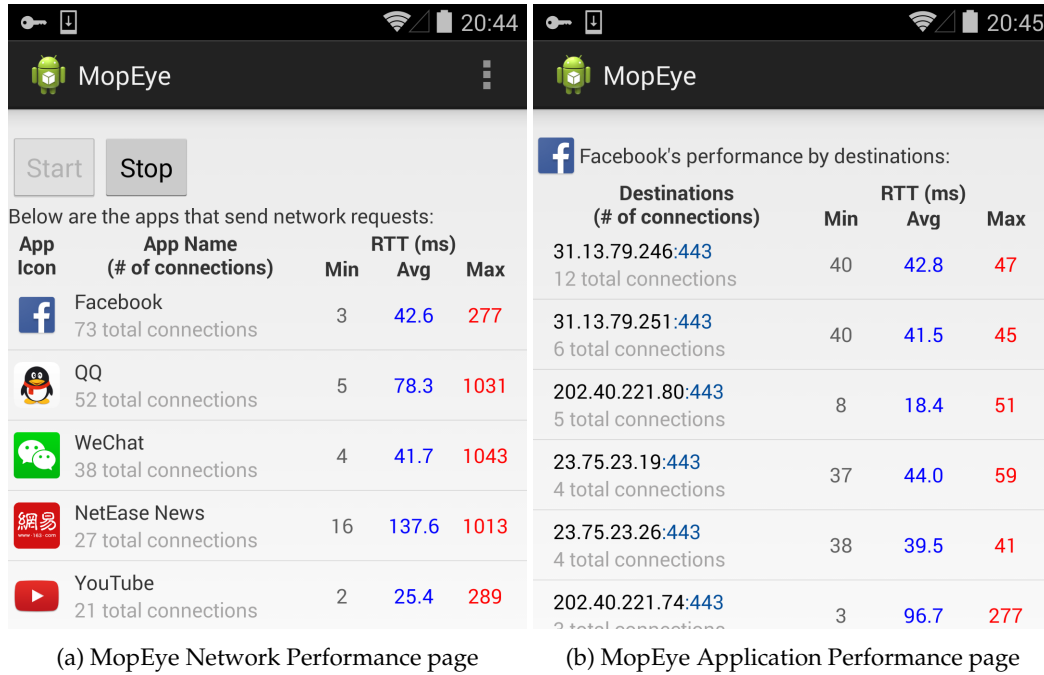 20:44
MopEye
Start
Stop
Below are the apps that send network requests:
App Icon
App Name (# of connections)
RTT (ms)
Min
Avg
Max
Facebook
73 total connections
3
42.6
277
QQ
52 total connections
5
78.3
1031
WeChat
38 total connections
4
41.7
1043
網易
www·163·com
NetEase News
27 total connections
16
137.6
1013
YouTube
21 total connections
2
25.4
289
(a) MopEye Network Performance page
20:45
MopEye
Facebook's performance by destinations:
Destinations
(# of connections)
RTT (ms)
Min
Avg
Max
31.13.79.246:443
12 total connections
40
42.8
47
31.13.79.251:443
6 total connections
40
41.5
45
202.40.221.80:443
5 total connections
8
18.4
51
23.75.23.19:443
4 total connections
37
44.0
59
23.75.23.26:443
4 total connections
38
39.5
41
202.40.221.74:443
3 total connections
3
96.7
277
(b) MopEye Application Performance page